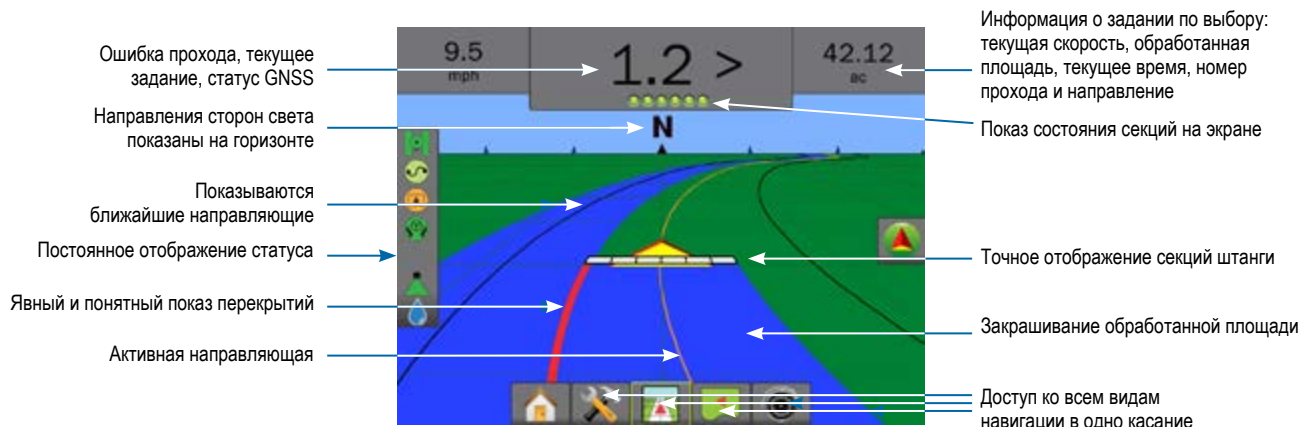 Ошибка прохода, текущее
задание, статус GNSS
Направления сторон света
показаны на горизонте
Показываются
ближайшие направляющие
Постоянное отображение статуса
Явный и понятный показ перекрытий
Активная направляющая
9.5
mph
1.2 >
42.12
ac
N
Информация о задании по выбору:
текущая скорость, обработанная
площадь, текущее время, номер
прохода и направление
Показ состояния секций на экране
Точное отображение секций штанги
Закрашивание обработанной площади
Доступ ко всем видам
навигации в одно касание